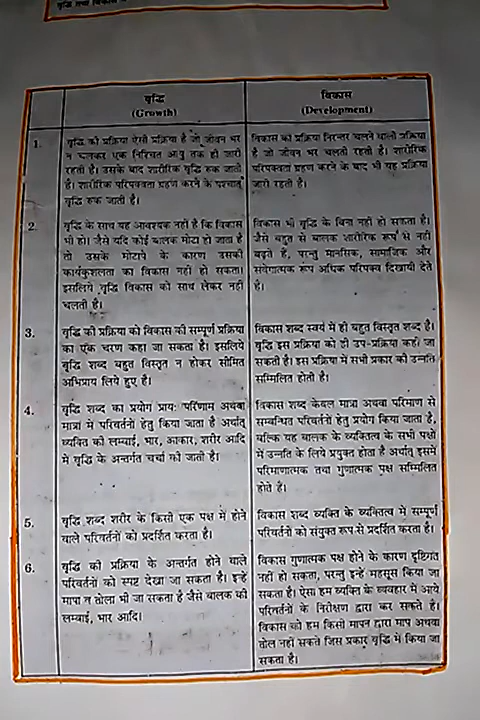 वृद्धि
(Growth)
विकास
(Development)
1.
वृद्धि की प्रक्रिया ऐसी प्रक्रिया है जो जीवन भर
न चलकर एक निश्चित आयु तक ही जारी
रहती है। उसके बाद शारीरिक वृद्धि रूक जाती
है। शारीरिक परिपक्वता ग्रहण करने के पश्चात्
वृद्धि रूक जाती है।
विकास की प्रक्रिया निरन्तर चलने वाली प्रक्रिया
है जो जीवन भर चलती रहती है। शारीरिक
परिपक्वता ग्रहण करने के बाद भी यह प्रक्रिया
जारी रहती है।
2.
वृद्धि के साथ यह आवश्यक नहीं है कि विकास
भी हो। जैसे यदि कोई बालक मोटा हो जाता है
तो उसके मोटापे के कारण उसकी
कार्यकुशलता का विकास नहीं हो सकता।
इसलिये वृद्धि विकास को साथ लेकर नहीं
चलती है।
विकास भी वृद्धि के बिना नहीं हो सकता है।
जैसे बहुत से बालक शारीरिक रूप से नहीं
बढ़ते है, परन्तु मानसिक, सामाजिक और
संवेगात्मक रूप अधिक परिपक्व दिखायी देते
है।
3.
वृद्धि की प्रक्रिया को विकास की सम्पूर्ण प्रक्रिया
का एक चरण कहा जा सकता है। इसलिये
वृद्धि शब्द बहुत विस्तृत न होकर सीमित
अभिप्राय लिये हुए है।
विकास शब्द स्वयं में ही बहुत विस्तृत शब्द है।
वृद्धि इस प्रक्रिया को ही उप-प्रक्रिया कही जा
सकती है। इस प्रक्रिया में सभी प्रकार की उन्नति
सम्मिलित होती है।
4.
वृद्धि शब्द का प्रयोग प्रायः परिणाम अथवा
मात्रा में परिवर्तनों हेतु किया जाता है अर्थात्
व्यक्ति की लम्बाई, भार, आकार, शरीर आदि
में वृद्धि के अन्तर्गत चर्चा की जाती है।
विकास शब्द केवल मात्रा अथवा परिमाण से
सम्बन्धित परिवर्तनों हेतु प्रयोग किया जाता है,
बल्कि यह बालक के व्यक्तित्व के सभी पक्षों
में उन्नति के लिये प्रयुक्त होता है अर्थात् इसमें
परिमाणात्मक तथा गुणात्मक पृक्ष सम्मिलित
होते है।
5.
वृद्धि शब्द शरीर के किसी एक पक्ष में होने
वाले परिवर्तनों को प्रदर्शित करता है।
विकास शब्द व्यक्ति के व्यक्तित्व में सम्पूर्ण
परिवर्तनों को संयुक्त रूप से प्रदर्शित करता है।
6.
वृद्धि की प्रक्रिया के अन्तर्गत होने वाले
परिवर्तनों को स्पष्ट देखा जा सकता है। इन्हें
मापा न तोला भी जा सकता है जैसे बालक की
लम्बाई, भार आदि।
विकास गुणात्मक पक्ष होने के कारण दृष्टिगत
नहीं हो सकता, परन्तु इन्हें महसूस किया जा
सकता है। ऐसा हम व्यक्ति के व्यवहार में आये
परिवर्तनों के निरीक्षण द्वारा कर सकते है।
विकास को हम किसी मापन द्वारा माप अथवा
तोल नहीं सकते जिस प्रकार वृद्धि में किया जा
सकता है।